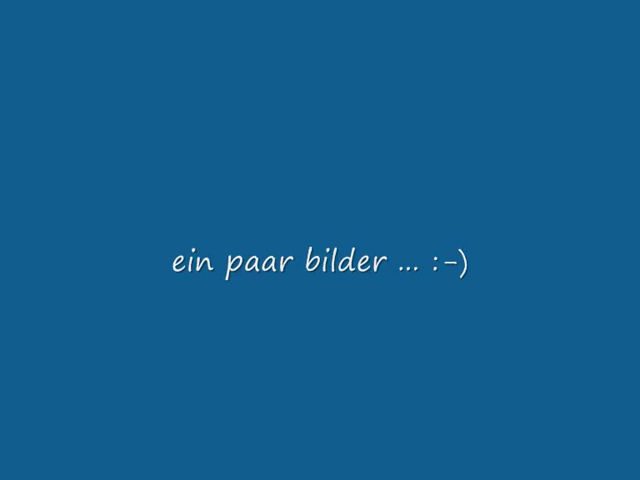 ein paar bilder ... :-)